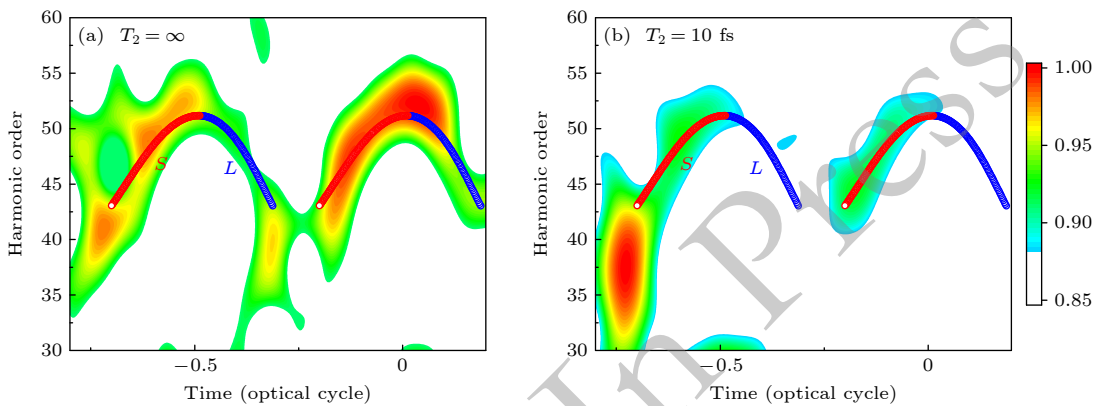 (a) T₂ = ∞
(b) T₂ = 10 fs
60
55
50
45
40
35
30
Harmonic order
S
L
−0.5
0
Time (optical cycle)
60
55
50
45
40
35
30
Harmonic order
S
L
−0.5
0
Time (optical cycle)
1.00
0.95
0.90
0.85
In Press